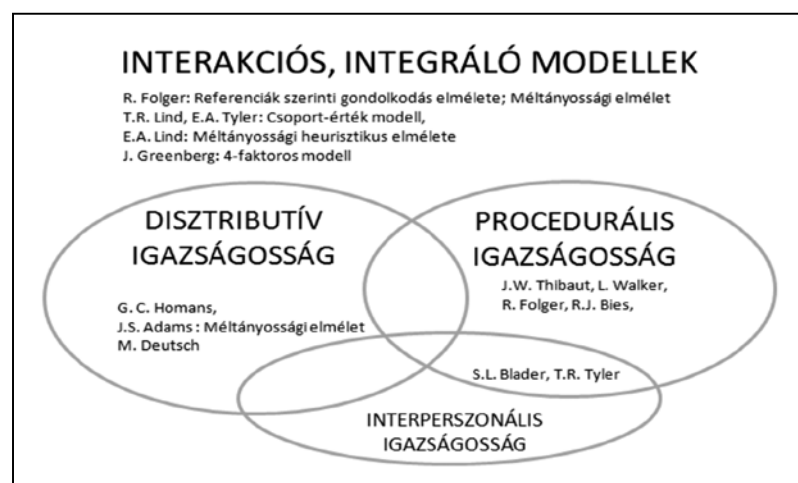 INTERAKCIÓS, INTEGRÁLÓ MODELLEK
R. Folger: Referenciák szerinti gondolkodás elmélete; Méltányossági elmélet
T.R. Lind, E.A. Tyler: Csoport-érték modell,
E.A. Lind: Méltányossági heurisztikus elmélete
J. Greenberg: 4-faktoros modell
DISZTRIBUTÍV
IGAZSÁGOSSÁG
G. C. Homans,
J.S. Adams : Méltányossági elmélet
M. Deutsch
PROCEDURÁLIS
IGAZSÁGOSSÁG
J.W. Thibaut, L. Walker,
R. Folger, R.J. Bies,
S.L. Blader, T.R. Tyler
INTERPERSZONÁLIS
IGAZSÁGOSSÁG